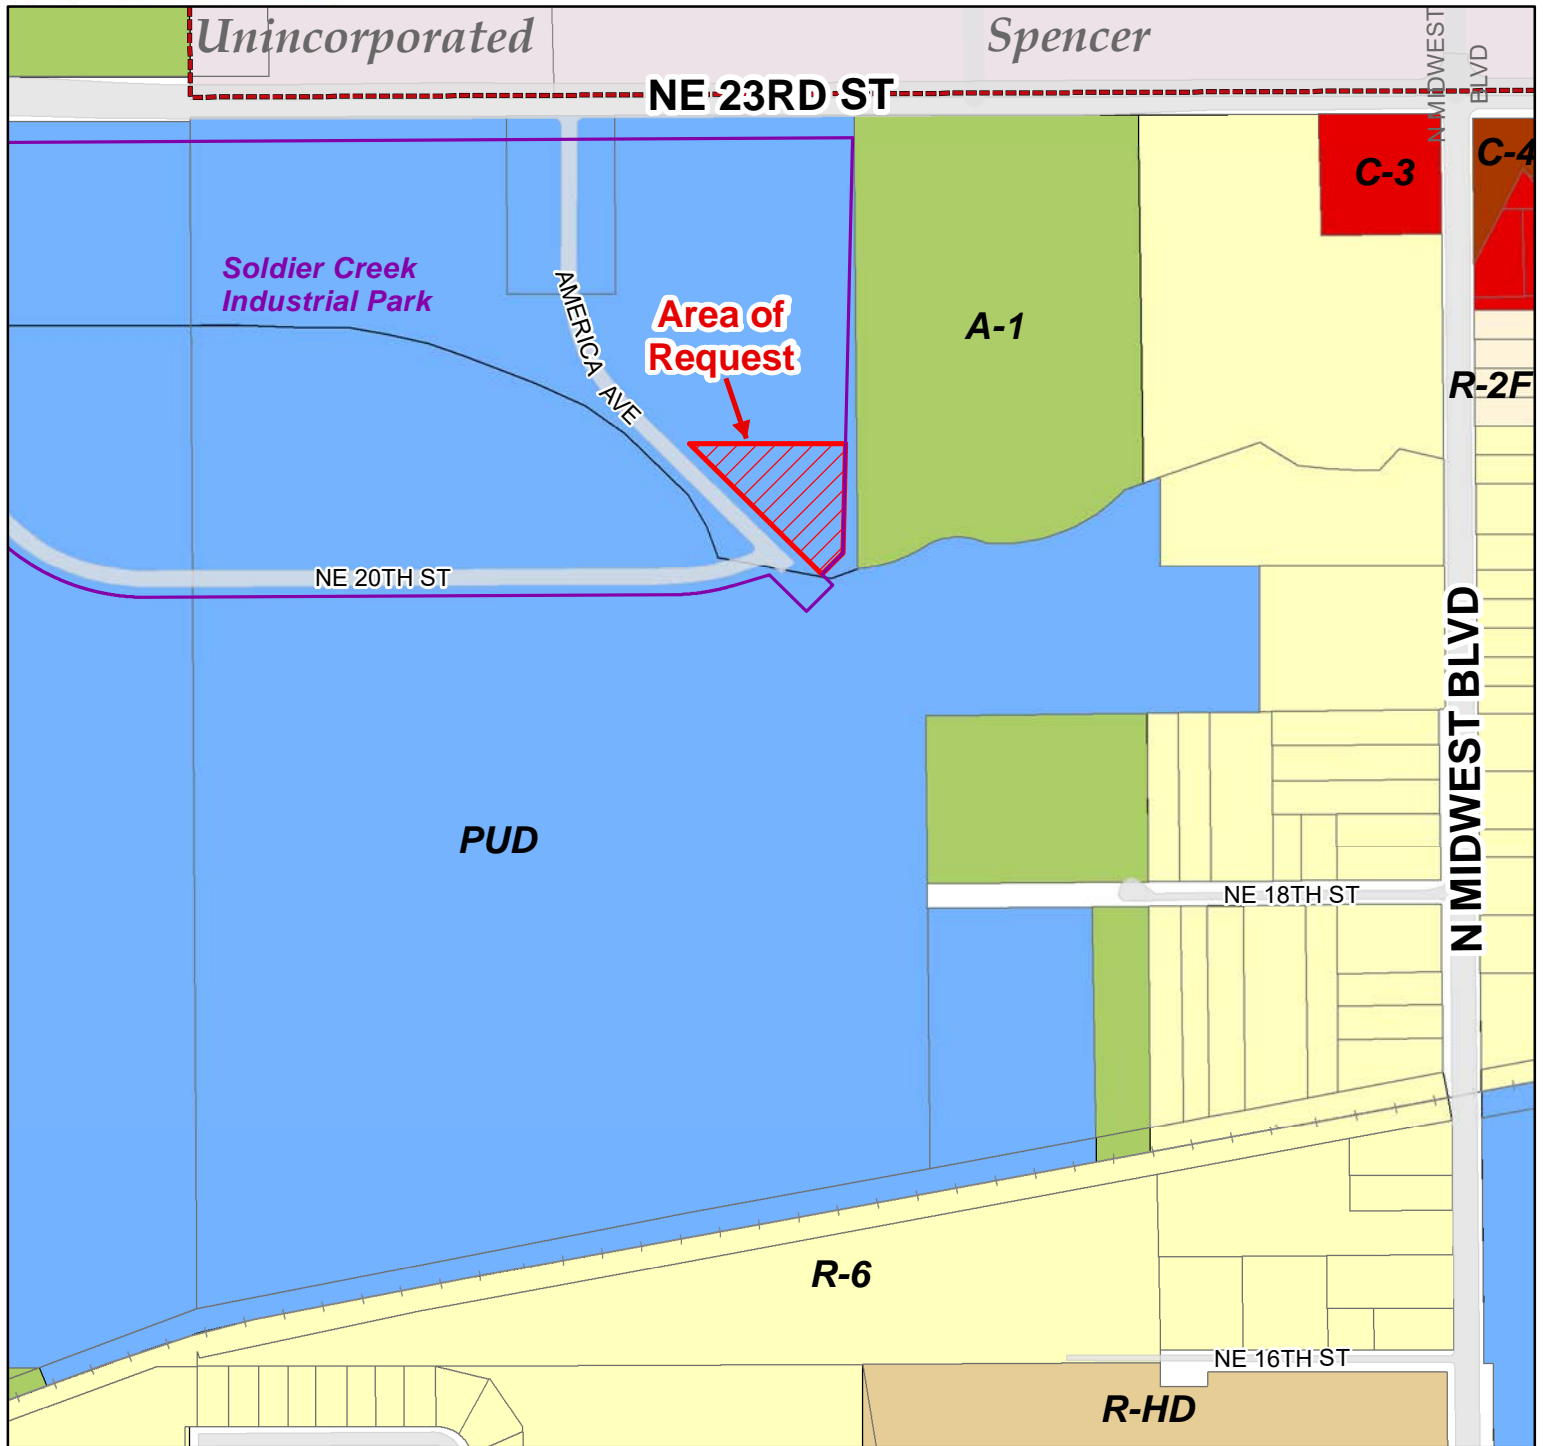 Unincorporated
Spencer
N MIDWEST
BLVD
NE 23RD ST
C-3
C-4
Soldier Creek
Industrial Park
AMERICA AVE
Area of
Request
A-1
R-2F
NE 20TH ST
N MIDWEST BLVD
PUD
NE 18TH ST
R-6
NE 16TH ST
R-HD